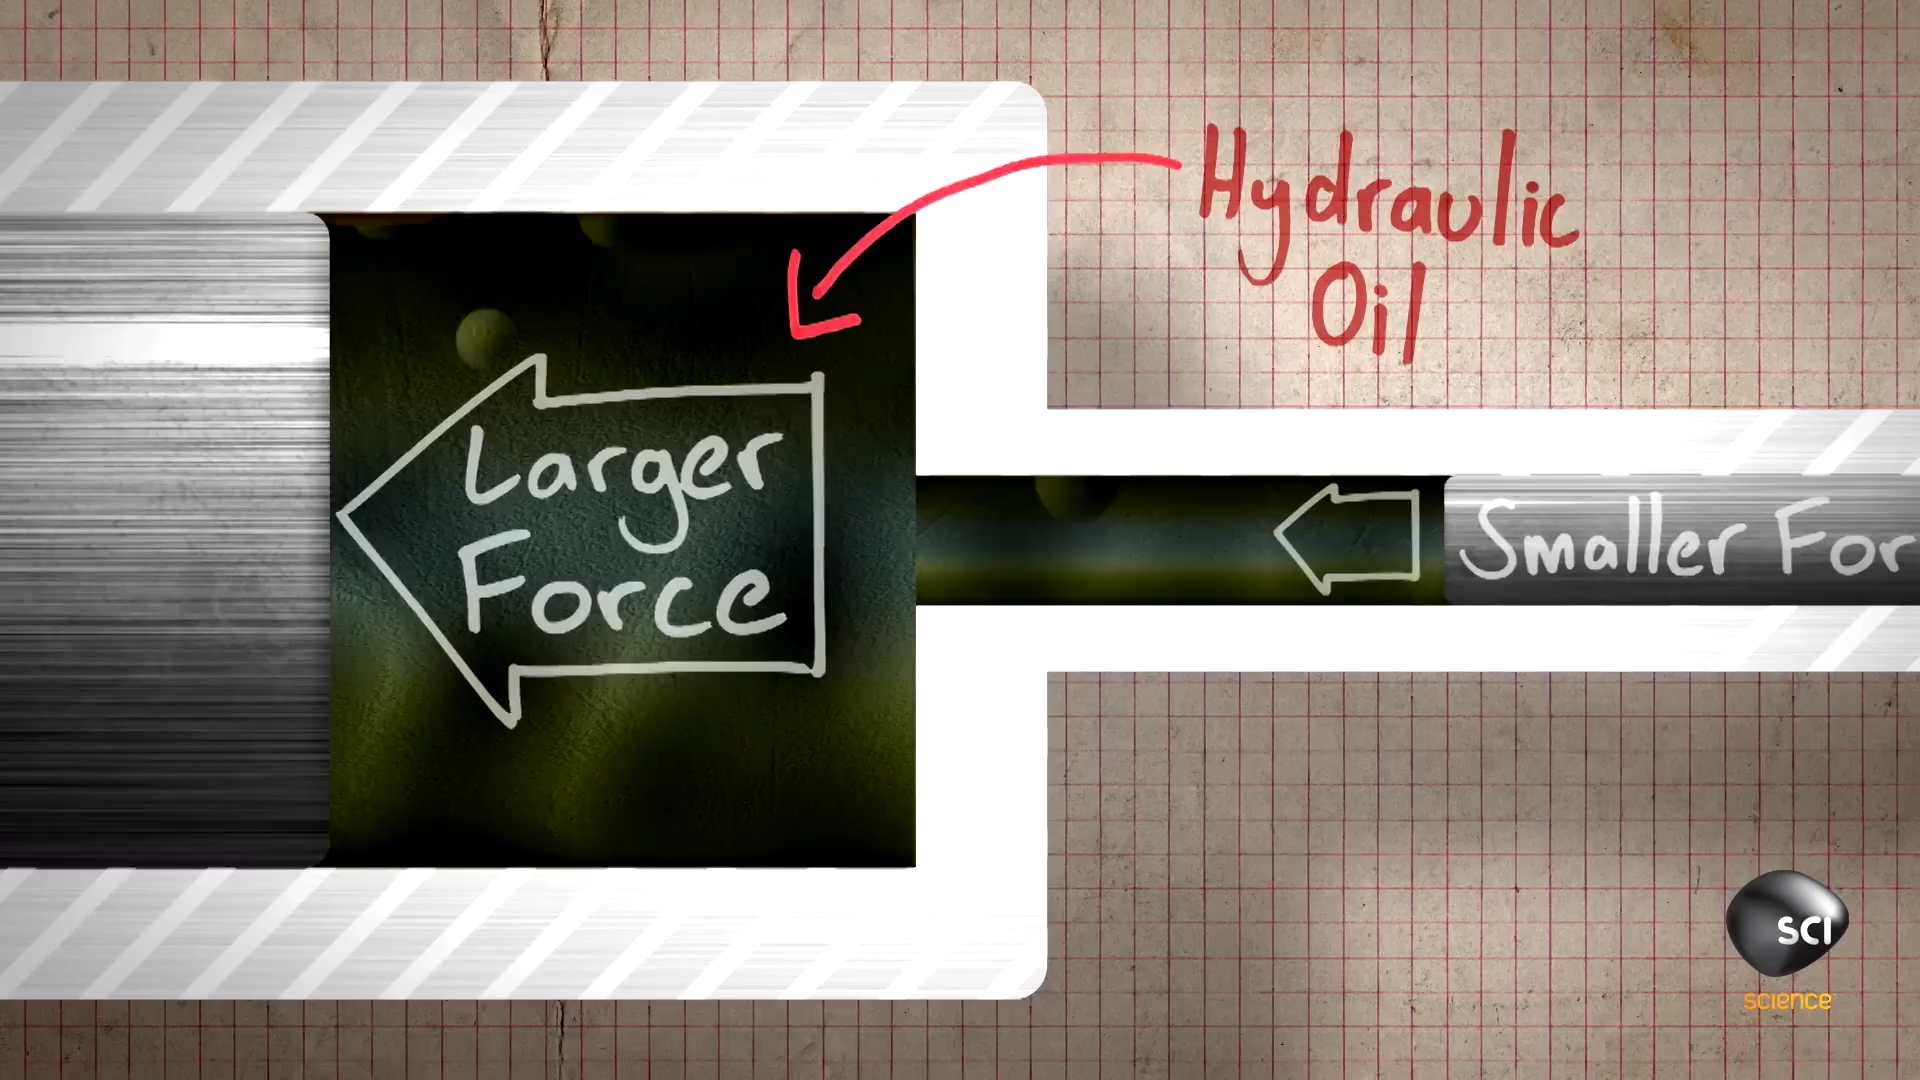 Hydraulic
Oil
Larger
Force
Smaller For
SCI
science